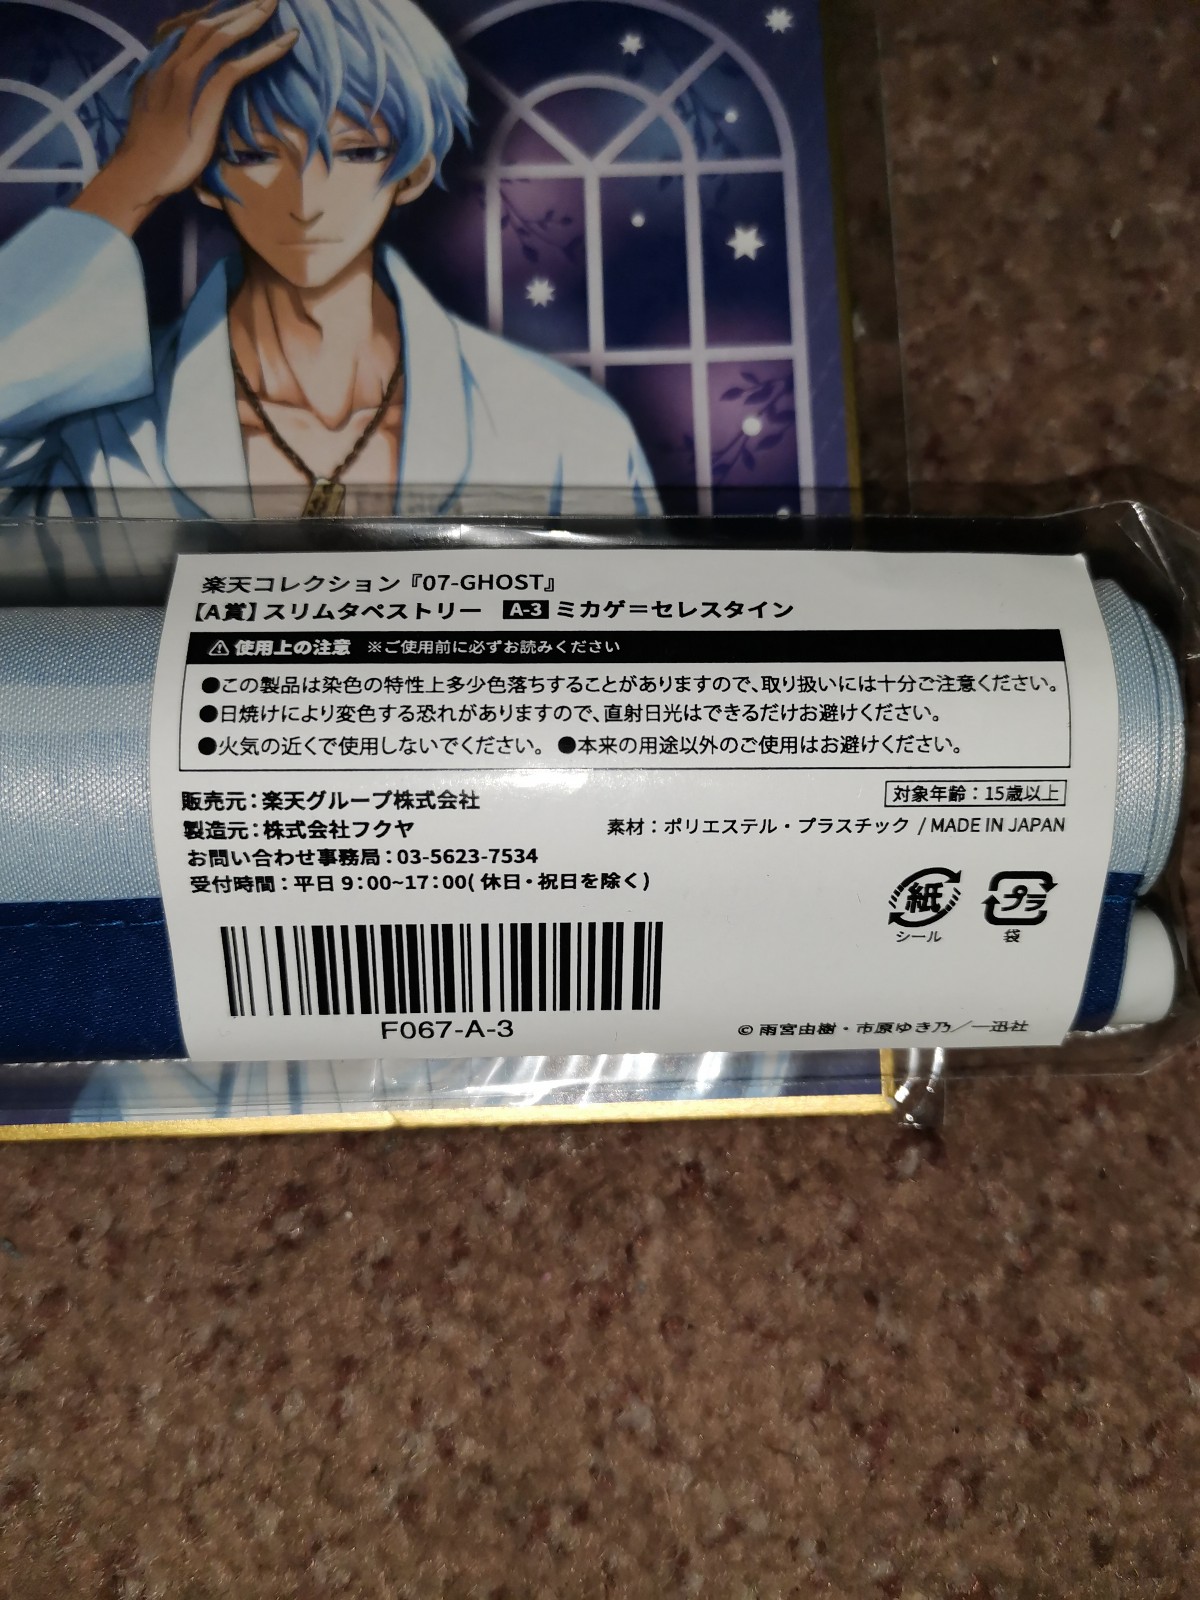 楽天コレクション『07-GHOST』
【A賞】スリムタペストリー A-3 ミカゲ＝セレスタイン
⚠ 使用上の注意 ※ご使用前に必ずお読みください
●この製品は染色の特性上多少色落ちすることがありますので、取り扱いには十分ご注意ください。
●日焼けにより変色する恐れがありますので、直射日光はできるだけお避けください。
●火気の近くで使用しないでください。 ●本来の用途以外のご使用はお避けください。
販売元：楽天グループ株式会社
対象年齢：15歳以上
製造元：株式会社フクヤ
素材：ポリエステル・プラスチック / MADE IN JAPAN
お問い合わせ事務局：03-5623-7534
受付時間：平日 9：00~17：00( 休日・祝日を除く)
紙
シール
プラ
袋
F067-A-3
© 雨宮由樹・市原ゆき乃／一迅社